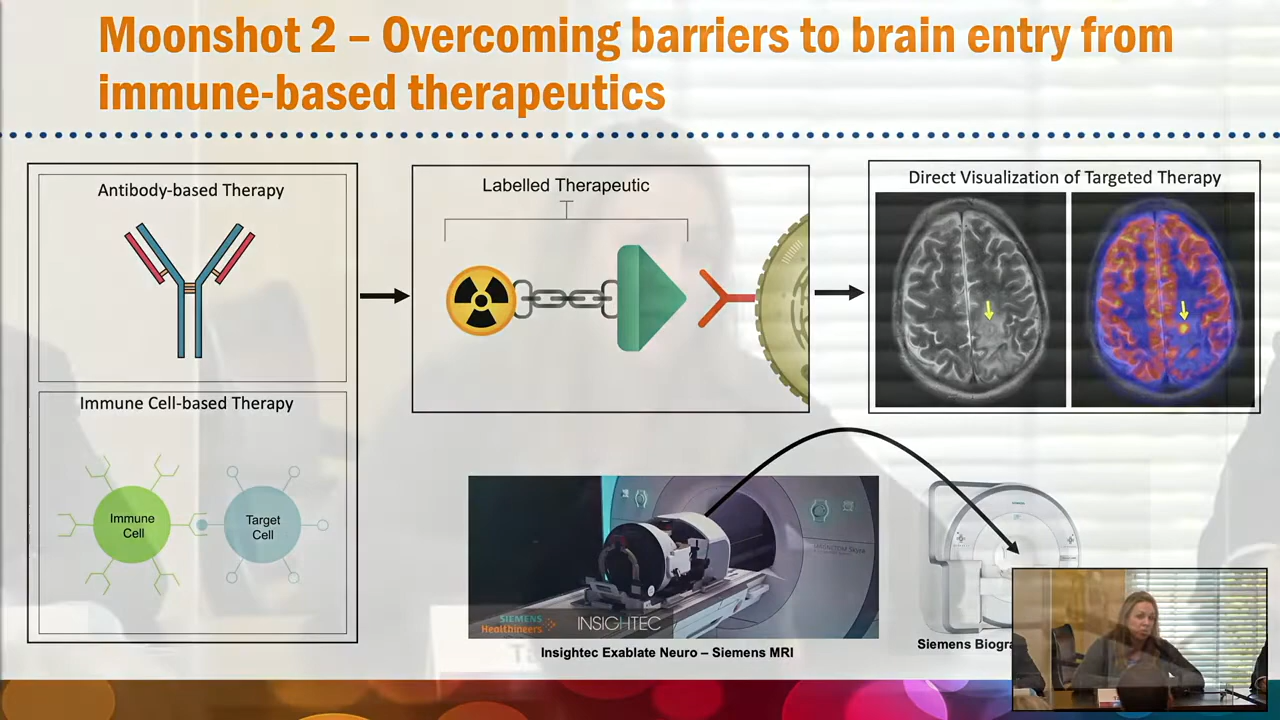 Moonshot 2 – Overcoming barriers to brain entry from
immune-based therapeutics
Antibody-based Therapy
Immune Cell-based Therapy
Immune
Cell
Target
Cell
Labelled Therapeutic
Direct Visualization of Targeted Therapy
SIEMENS
Healthineers
INSIGHTEC
Insightec Exablate Neuro – Siemens MRI
Siemens